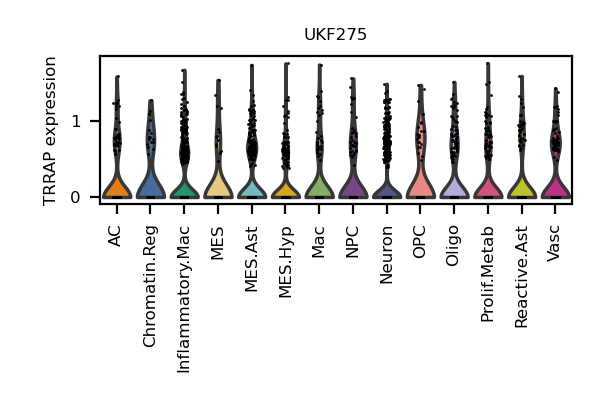 UKF275
TRRAP expression
1
0
AC
Chromatin.Reg
Inflammatory.Mac
MES
MES.Ast
MES.Hyp
Mac
NPC
Neuron
OPC
Oligo
Prolif.Metab
Reactive.Ast
Vasc